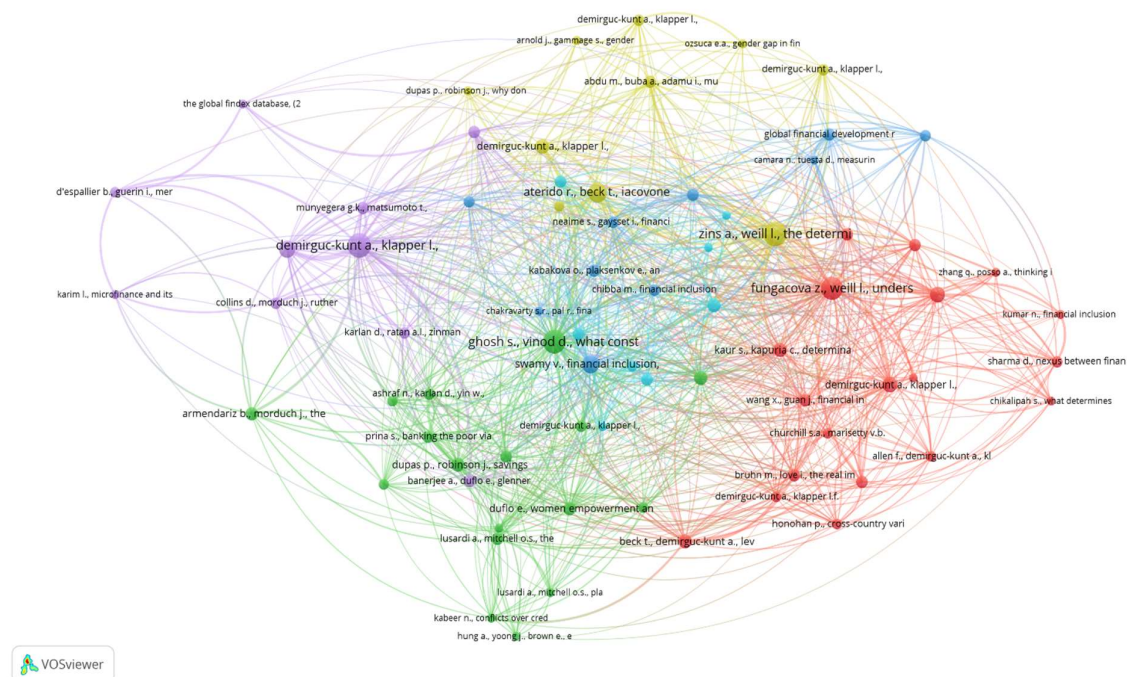 demirguc-kunt a., klapper l.,
arnold j., gammage s., gender
ozsuca e.a., gender gap in fin
demirguc-kunt a., klapper l.,
abdu m., buba a., adamu i., mu
dupas p., robinson j., why don
the global findex database, (2
global financial development r
demirguc-kunt a., klapper l.,
camara n., tuesta d., measurin
d'espallier b., guerin i., mer
aterido r., beck t., iacovone
munyegera g.k., matsumoto t.,
neaime s., gaysset i., financi
zins a., weill l., the determi
demirguc-kunt a., klapper l.,
kabakova o., plaksenkov e., an
zhang q., posso a., thinking i
fungacova z., weill l., unders
chibba m., financial inclusion
karim l., microfinance and its
collins d., morduch j., ruther
chakravarty s.r., pal r., fina
kumar n., financial inclusion
karlan d., ratan a.l., zinman
ghosh s., vinod d., what const
kaur s., kapuria c., determina
swamy v., financial inclusion,
sharma d., nexus between finan
demirguc-kunt a., klapper l.,
ashraf n., karlan d., yin w.,
wang x., guan j., financial in
chikalipah s., what determines
armendariz b., morduch j., the
demirguc-kunt a., klapper l.,
churchill s.a., marisetty v.b.
prina s., banking the poor via
allen f., demirguc-kunt a., kl
dupas p., robinson j., savings
bruhn m., love i., the real im
banerjee a., duflo e., glenner
demirguc-kunt a., klapper l.f.
duflo e., women empowerment an
honohan p., cross-country vari
lusardi a., mitchell o.s., the
beck t., demirguc-kunt a., lev
lusardi a., mitchell o.s., pla
kabeer n., conflicts over cred
hung a., yoong j., brown e., e
VOSviewer